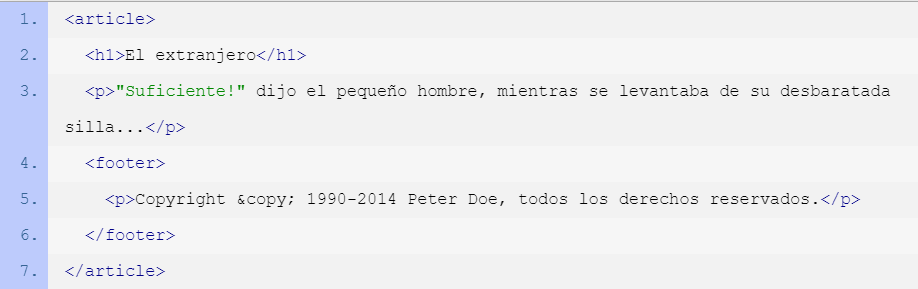 1. <article>
2. <h1>El extranjero</h1>
3. <p>"Suficiente!" dijo el pequeño hombre, mientras se levantaba de su desbaratada
silla...</p>
4. <footer>
5. <p>Copyright &copy; 1990-2014 Peter Doe, todos los derechos reservados.</p>
6. </footer>
7. </article>